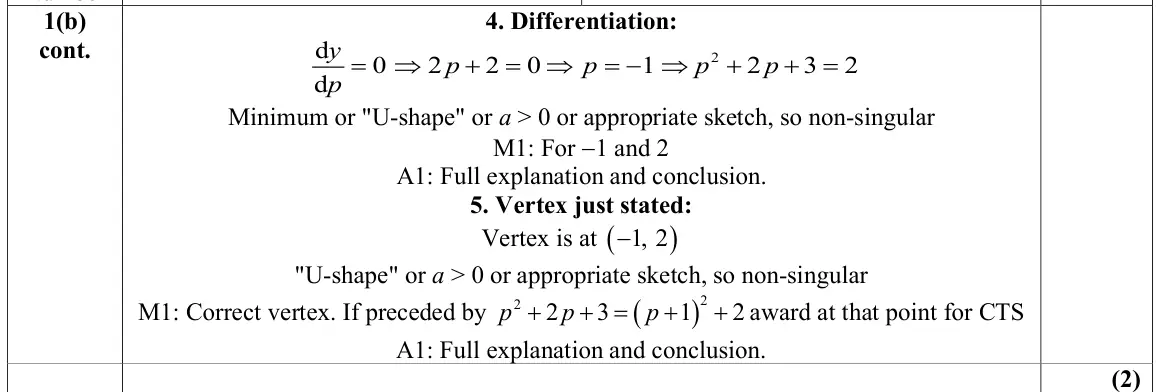 1(b)
cont.
4. Differentiation:
dy/dp = 0 ⇒ 2p + 2 = 0 ⇒ p = −1 ⇒ p² + 2p + 3 = 2
Minimum or "U-shape" or a > 0 or appropriate sketch, so non-singular
M1: For −1 and 2
A1: Full explanation and conclusion.
5. Vertex just stated:
Vertex is at (−1, 2)
"U-shape" or a > 0 or appropriate sketch, so non-singular
M1: Correct vertex. If preceded by p² + 2p + 3 = (p + 1)² + 2 award at that point for CTS
A1: Full explanation and conclusion.
(2)